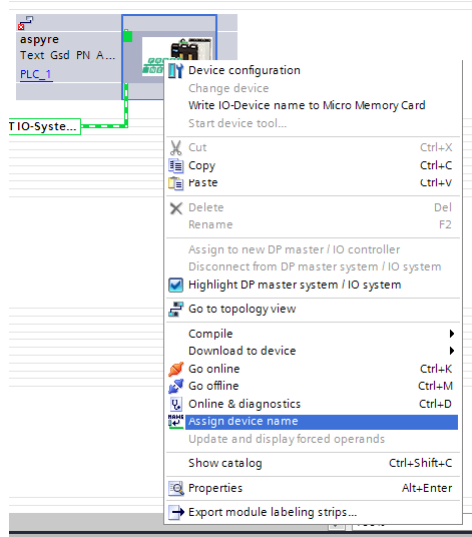 aspyre
Text Gsd PN A...
PLC_1
T IO-Syste...
Device configuration
Change device
Write IO-Device name to Micro Memory Card
Start device tool...
Cut Ctrl+X
Copy Ctrl+C
Paste Ctrl+V
Delete Del
Rename F2
Assign to new DP master / IO controller
Disconnect from DP master system / IO system
Highlight DP master system / IO system
Go to topology view
Compile
Download to device
Go online Ctrl+K
Go offline Ctrl+M
Online & diagnostics Ctrl+D
NAME
Assign device name
Update and display forced operands
Show catalog Ctrl+Shift+C
Properties Alt+Enter
Export module labeling strips...